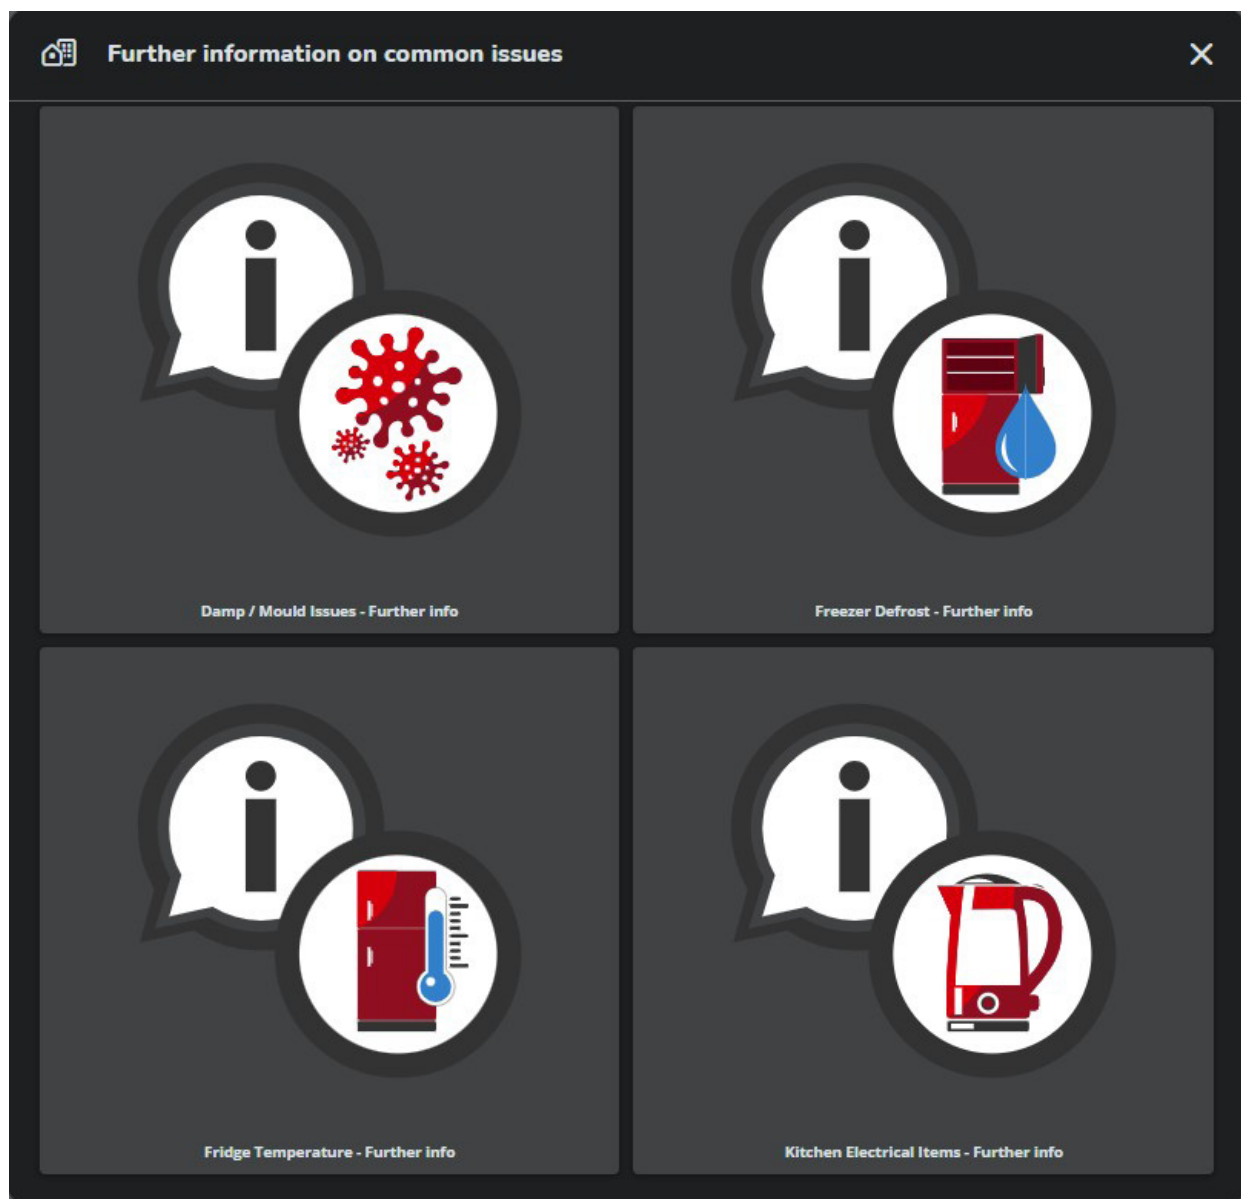 Further information on common issues
Damp / Mould Issues - Further info
Freezer Defrost - Further info
Fridge Temperature - Further info
Kitchen Electrical Items - Further info